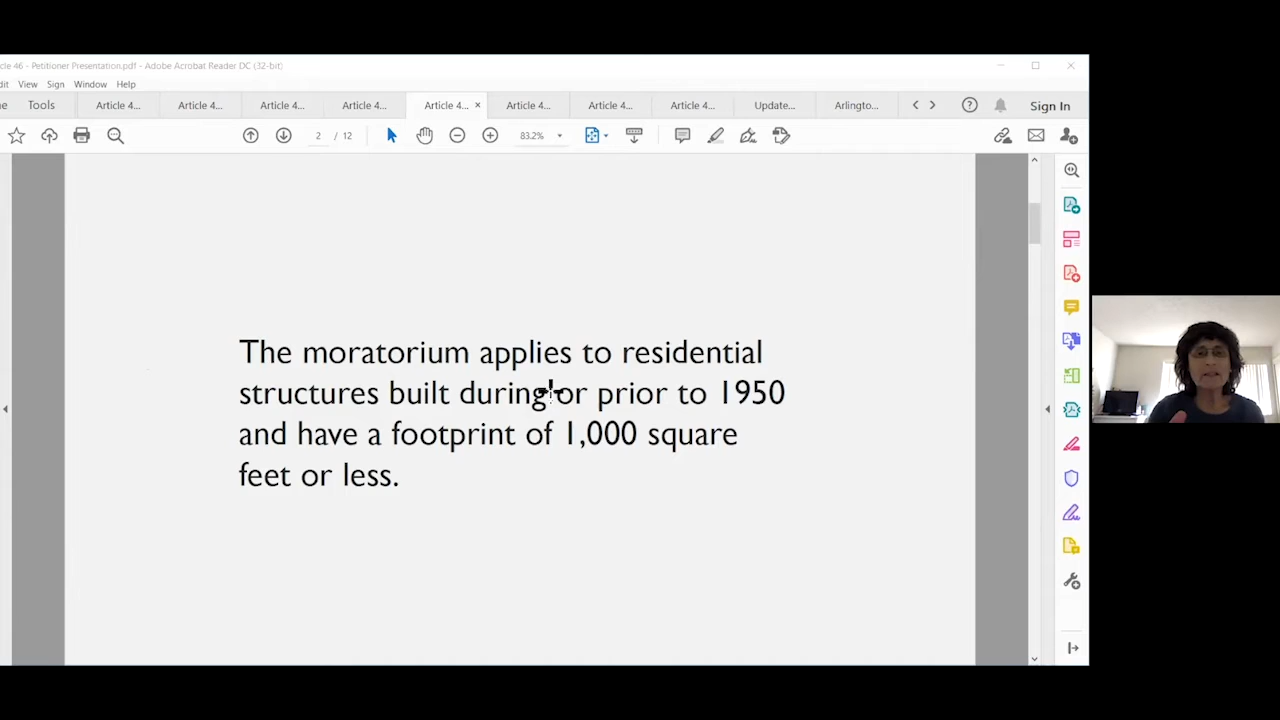 cle 46 - Petitioner Presentation.pdf - Adobe Acrobat Reader DC (32-bit)
dit View Sign Window Help
ne Tools Article 4... Article 4... Article 4... Article 4... Article 4... × Article 4... Article 4... Article 4... Update... Arlingto... Sign In
2 / 12 83.2%
The moratorium applies to residential
structures built during or prior to 1950
and have a footprint of 1,000 square
feet or less.